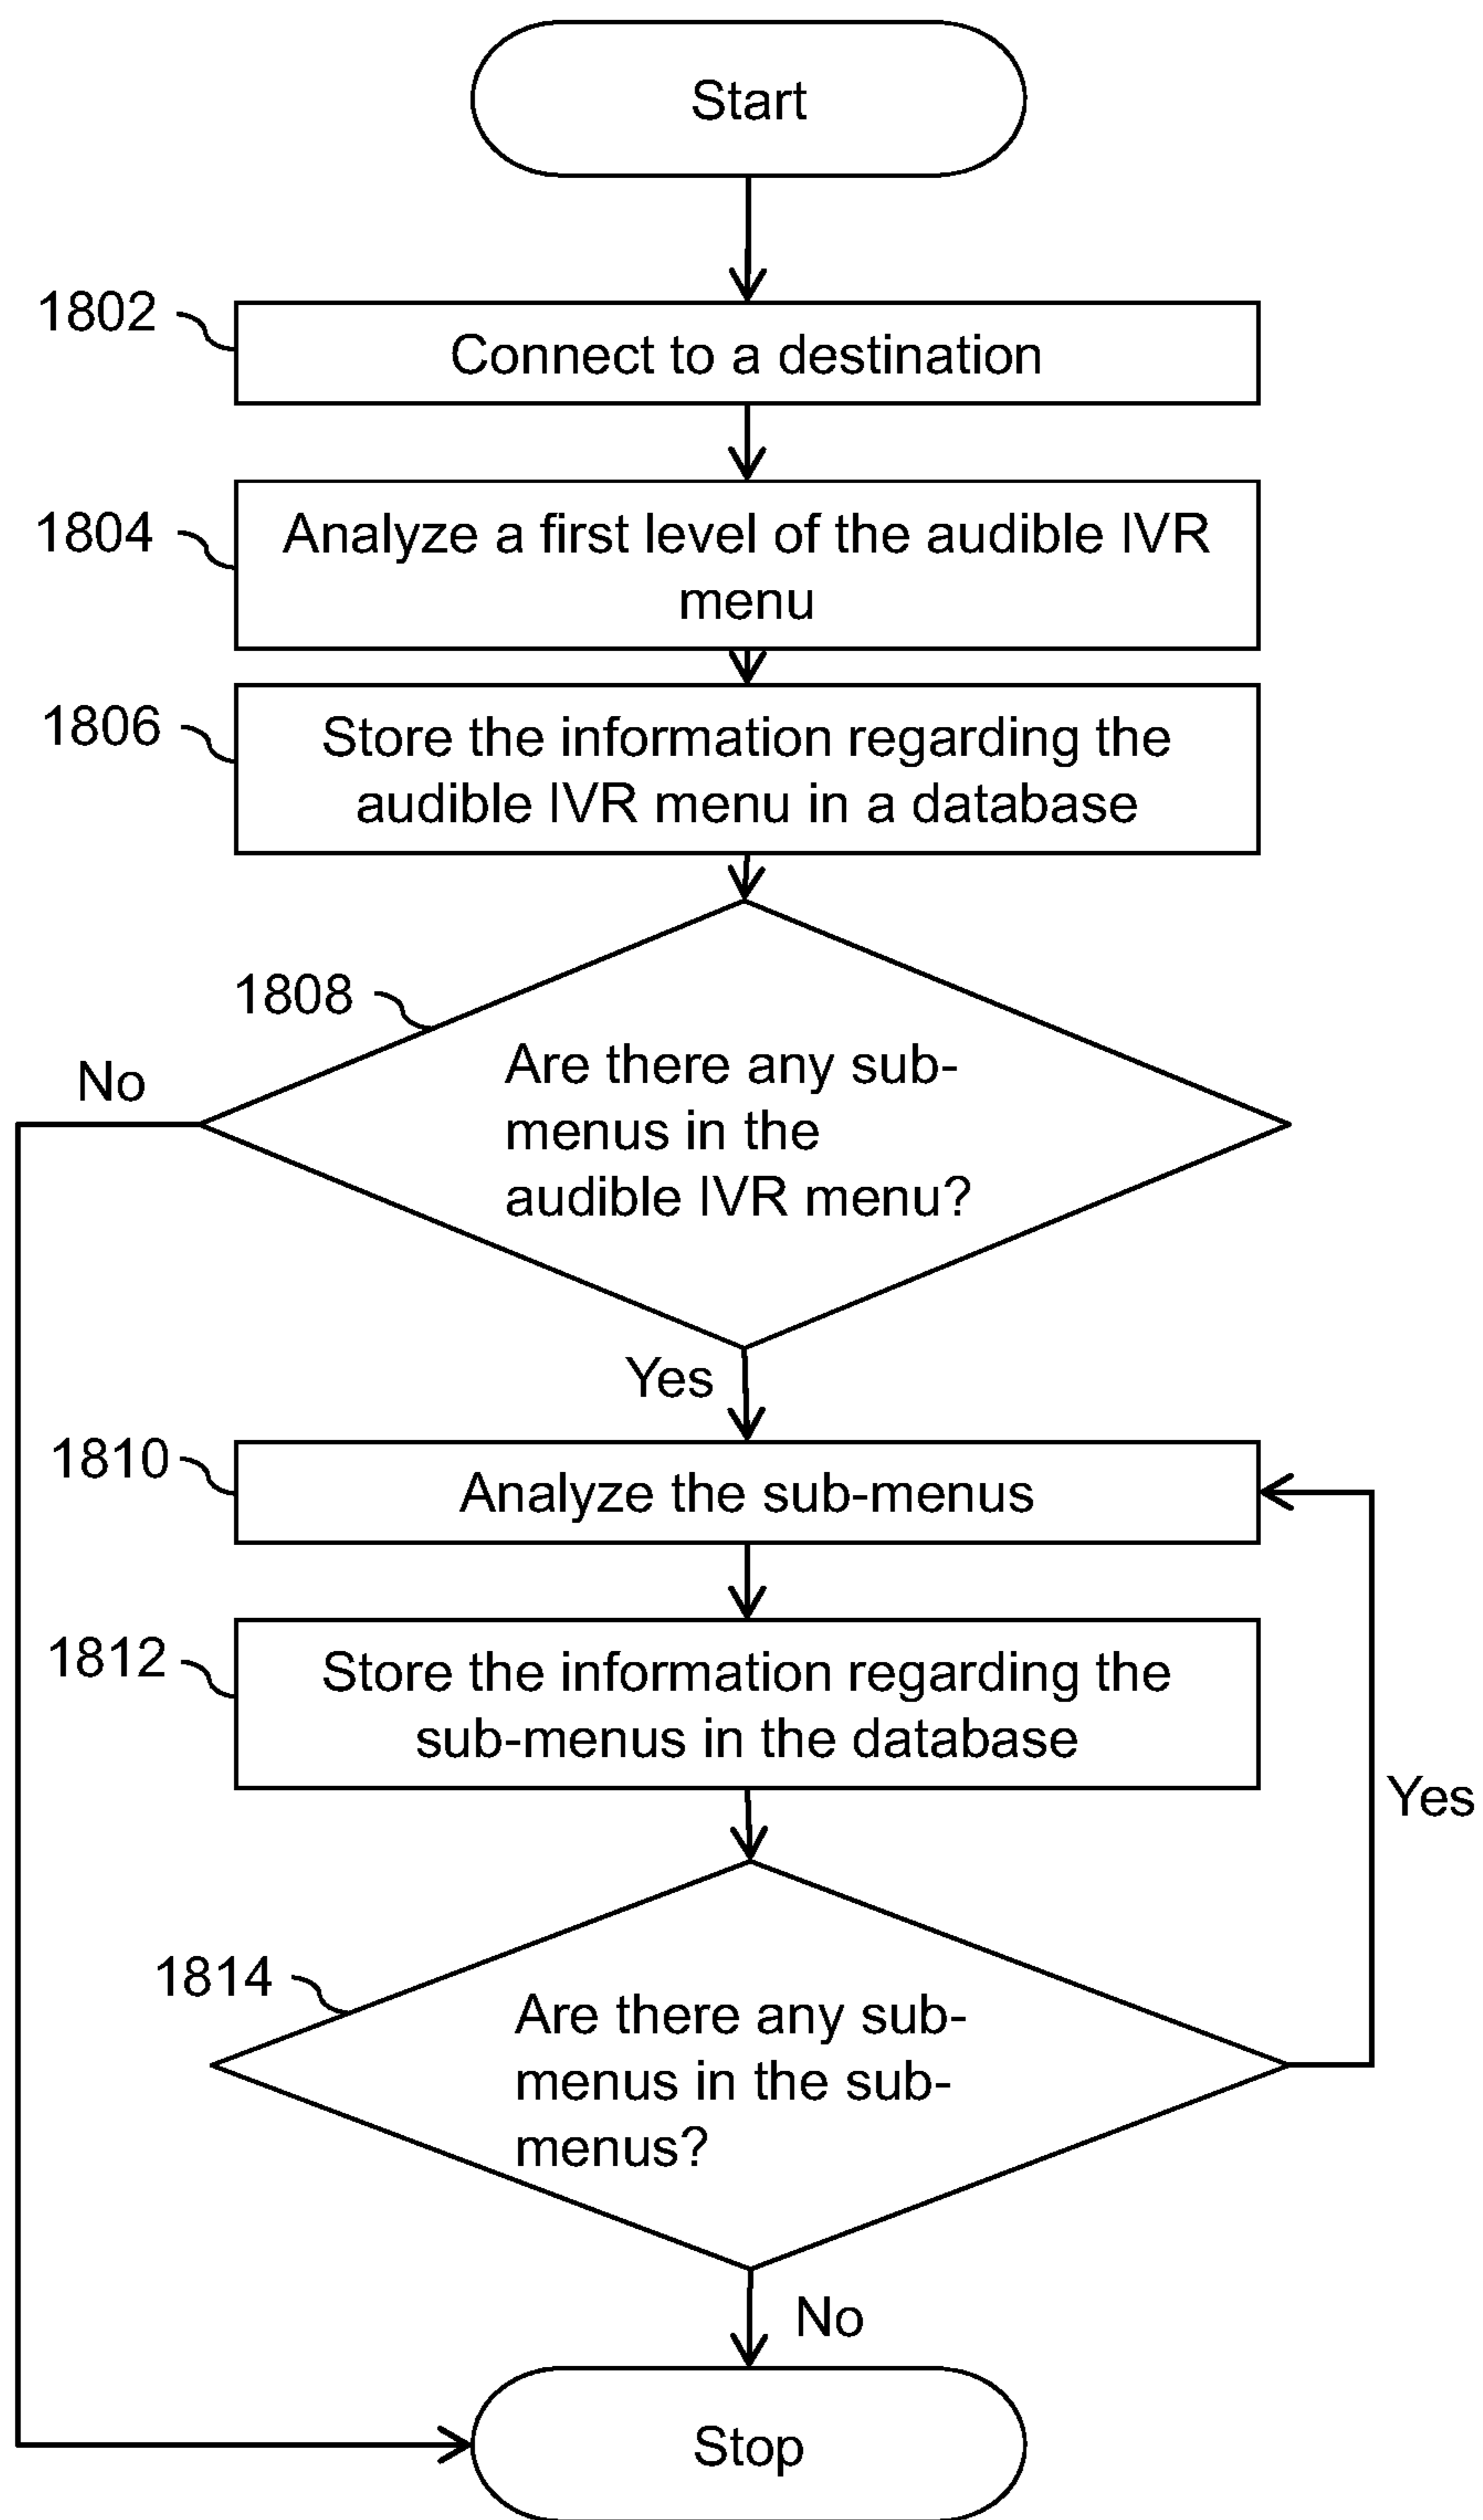 Start
1802
Connect to a destination
1804
Analyze a first level of the audible IVR
menu
1806
Store the information regarding the
audible IVR menu in a database
1808
Are there any sub-
menus in the
audible IVR menu?
No
Yes
1810
Analyze the sub-menus
1812
Store the information regarding the
sub-menus in the database
Yes
1814
Are there any sub-
menus in the sub-
menus?
No
Stop